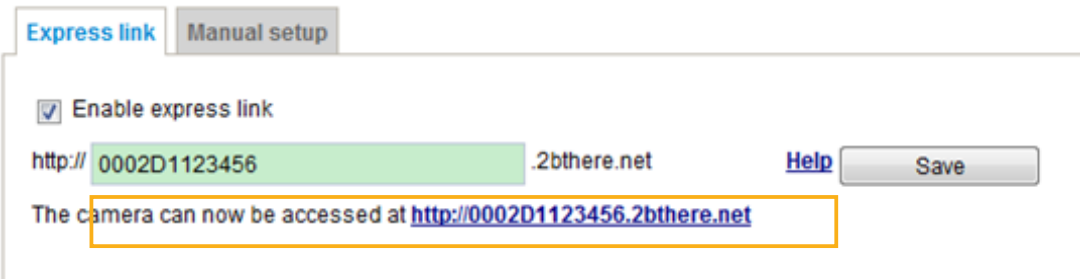 Express link Manual setup
Enable express link
http:// 0002D1123456 .2bthere.net Help Save
The camera can now be accessed at http://0002D1123456.2bthere.net